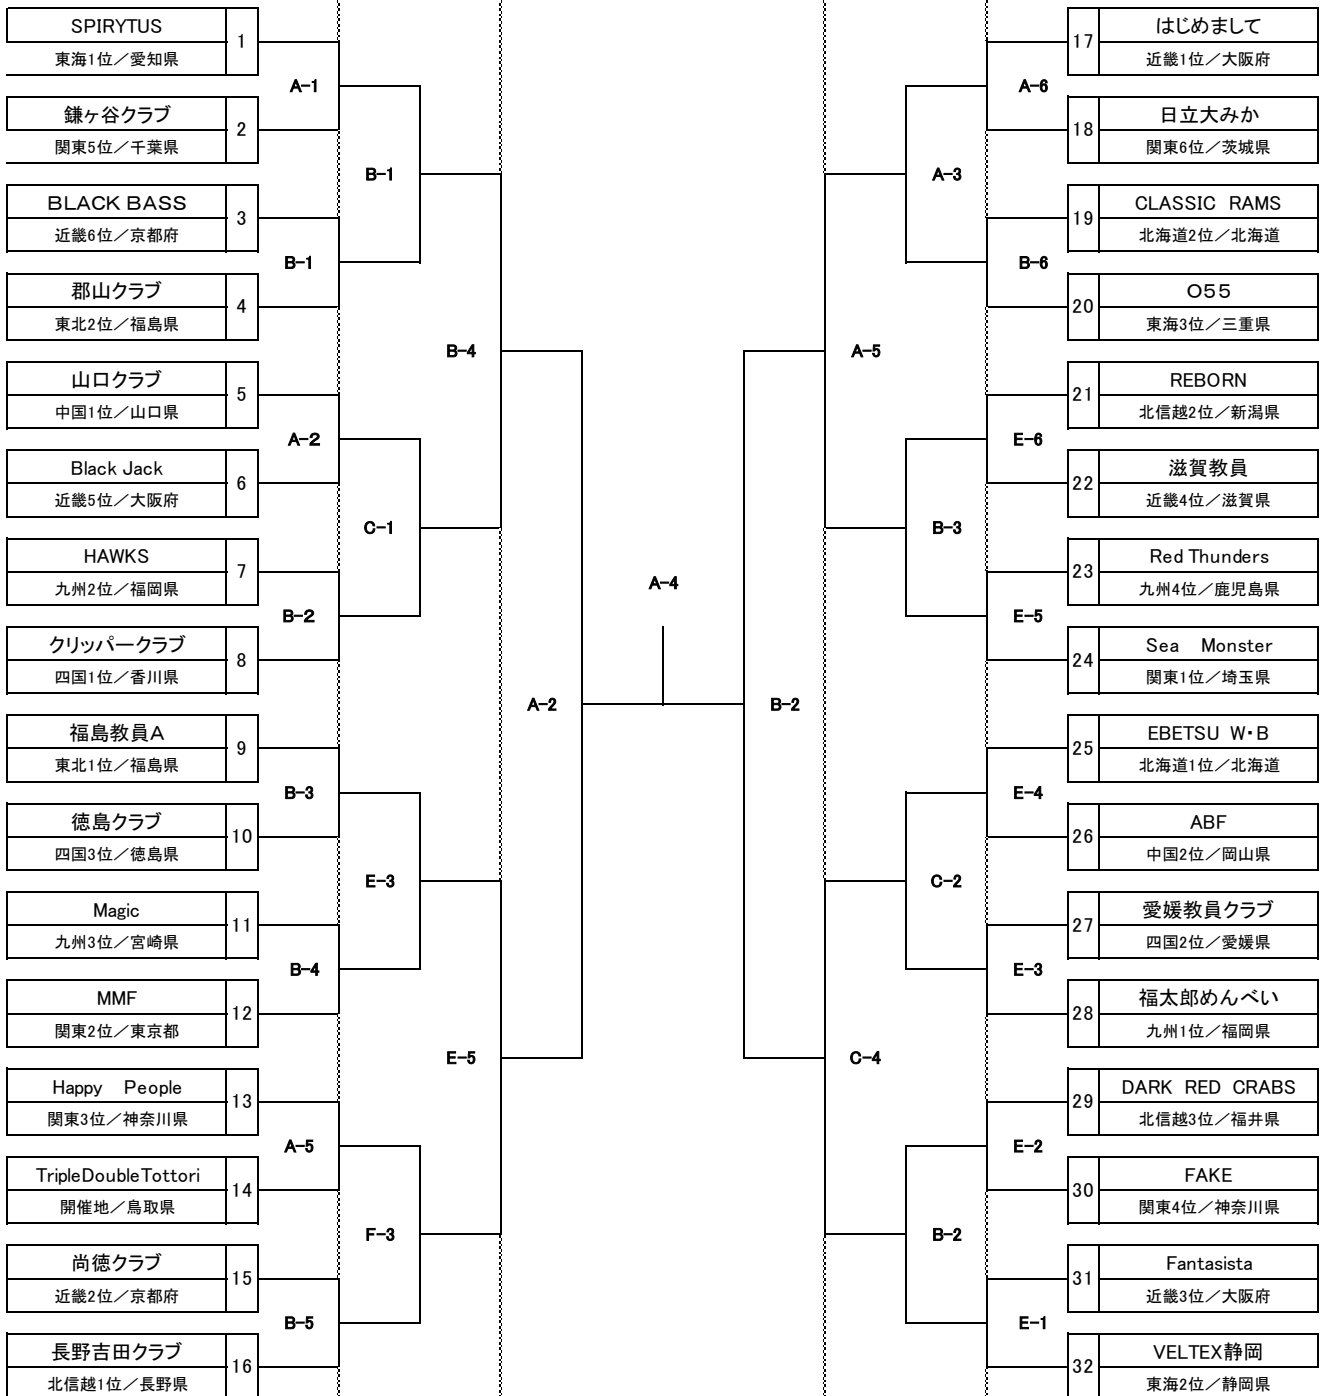 SPIRYTUS
1
東海1位／愛知県
A-1
鎌ヶ谷クラブ
2
関東5位／千葉県
B-1
BLACK BASS
3
近畿6位／京都府
B-1
郡山クラブ
4
東北2位／福島県
B-4
山口クラブ
5
中国1位／山口県
A-2
Black Jack
6
近畿5位／大阪府
C-1
HAWKS
7
九州2位／福岡県
B-2
クリッパークラブ
8
四国1位／香川県
A-2
福島教員A
9
東北1位／福島県
B-3
徳島クラブ
10
四国3位／徳島県
E-3
Magic
11
九州3位／宮崎県
B-4
MMF
12
関東2位／東京都
E-5
Happy People
13
関東3位／神奈川県
A-5
TripleDoubleTottori
14
開催地／鳥取県
F-3
尚徳クラブ
15
近畿2位／京都府
B-5
長野吉田クラブ
16
北信越1位／長野県
A-4
はじめまして
17
近畿1位／大阪府
A-6
日立大みか
18
関東6位／茨城県
A-3
CLASSIC RAMS
19
北海道2位／北海道
B-6
O55
20
東海3位／三重県
A-5
REBORN
21
北信越2位／新潟県
E-6
滋賀教員
22
近畿4位／滋賀県
B-3
Red Thunders
23
九州4位／鹿児島県
E-5
Sea Monster
24
関東1位／埼玉県
B-2
EBETSU W・B
25
北海道1位／北海道
E-4
ABF
26
中国2位／岡山県
C-2
愛媛教員クラブ
27
四国2位／愛媛県
E-3
福太郎めんべい
28
九州1位／福岡県
C-4
DARK RED CRABS
29
北信越3位／福井県
E-2
FAKE
30
関東4位／神奈川県
B-2
Fantasista
31
近畿3位／大阪府
E-1
VELTEX静岡
32
東海2位／静岡県